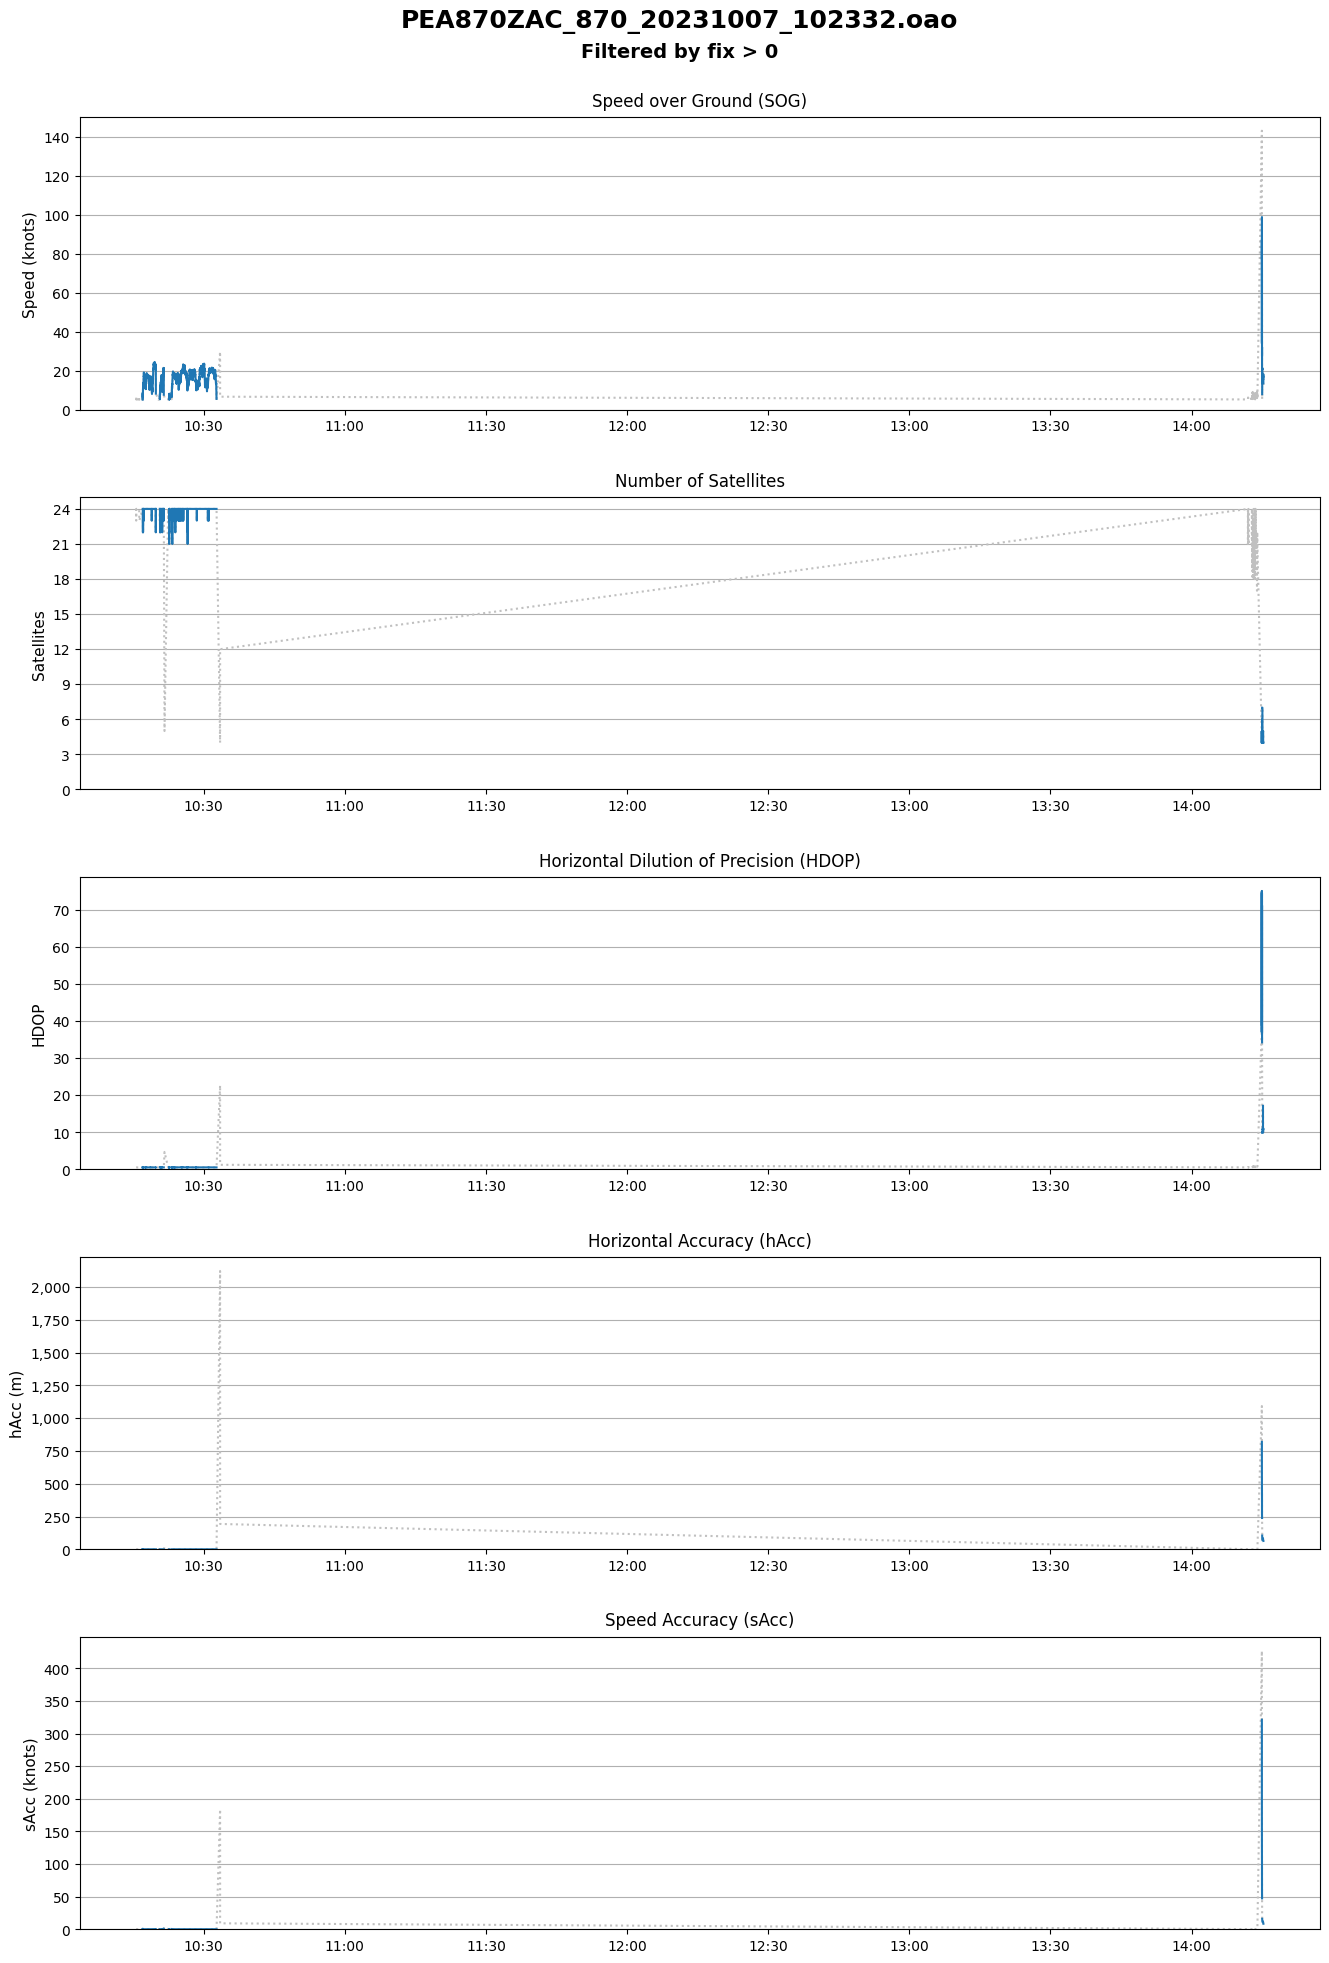 PEA870ZAC_870_20231007_102332.oao
Filtered by fix > 0
Speed over Ground (SOG)
Speed (knots)
140
120
100
80
60
40
20
0
10:30 11:00 11:30 12:00 12:30 13:00 13:30 14:00
Number of Satellites
Satellites
24
21
18
15
12
9
6
3
0
10:30 11:00 11:30 12:00 12:30 13:00 13:30 14:00
Horizontal Dilution of Precision (HDOP)
HDOP
70
60
50
40
30
20
10
0
10:30 11:00 11:30 12:00 12:30 13:00 13:30 14:00
Horizontal Accuracy (hAcc)
hAcc (m)
2,000
1,750
1,500
1,250
1,000
750
500
250
0
10:30 11:00 11:30 12:00 12:30 13:00 13:30 14:00
Speed Accuracy (sAcc)
sAcc (knots)
400
350
300
250
200
150
100
50
0
10:30 11:00 11:30 12:00 12:30 13:00 13:30 14:00